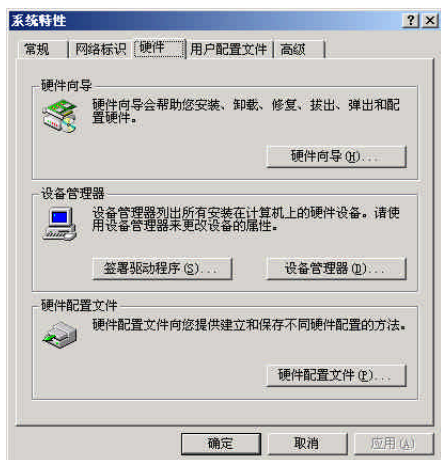 系统特性
常规 网络标识 硬件 用户配置文件 高级
硬件向导
硬件向导会帮助您安装、卸载、修复、拔出、弹出和配
置硬件。
硬件向导(H)...
设备管理器
设备管理器列出所有安装在计算机上的硬件设备。请使
用设备管理器来更改设备的属性。
签署驱动程序(S)... 设备管理器(D)...
硬件配置文件
硬件配置文件向您提供建立和保存不同硬件配置的方法。
硬件配置文件(P)...
确定 取消 应用(A)